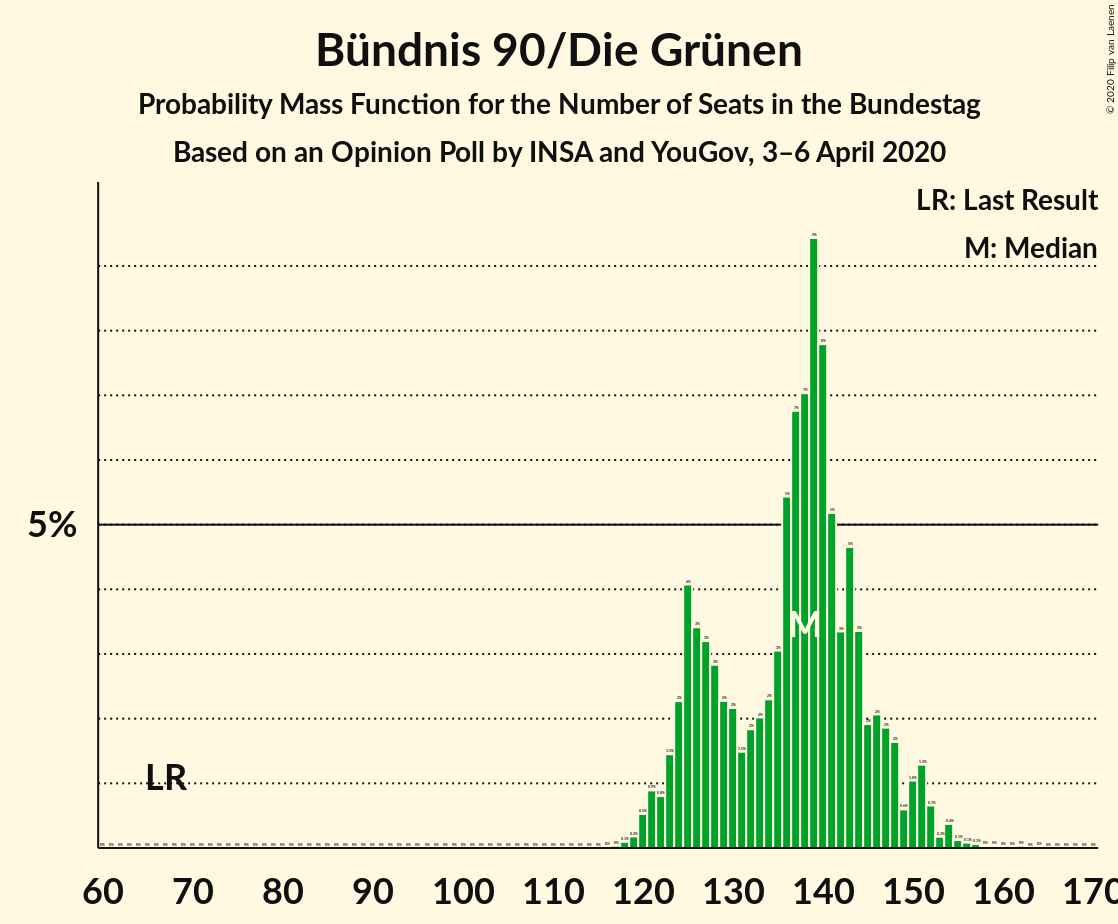 Bündnis 90/Die Grünen
Probability Mass Function for the Number of Seats in the Bundestag
Based on an Opinion Poll by INSA and YouGov, 3–6 April 2020
© 2020 Filip van Laenen
LR: Last Result
M: Median
5%
M
LR
60 70 80 90 100 110 120 130 140 150 160 170